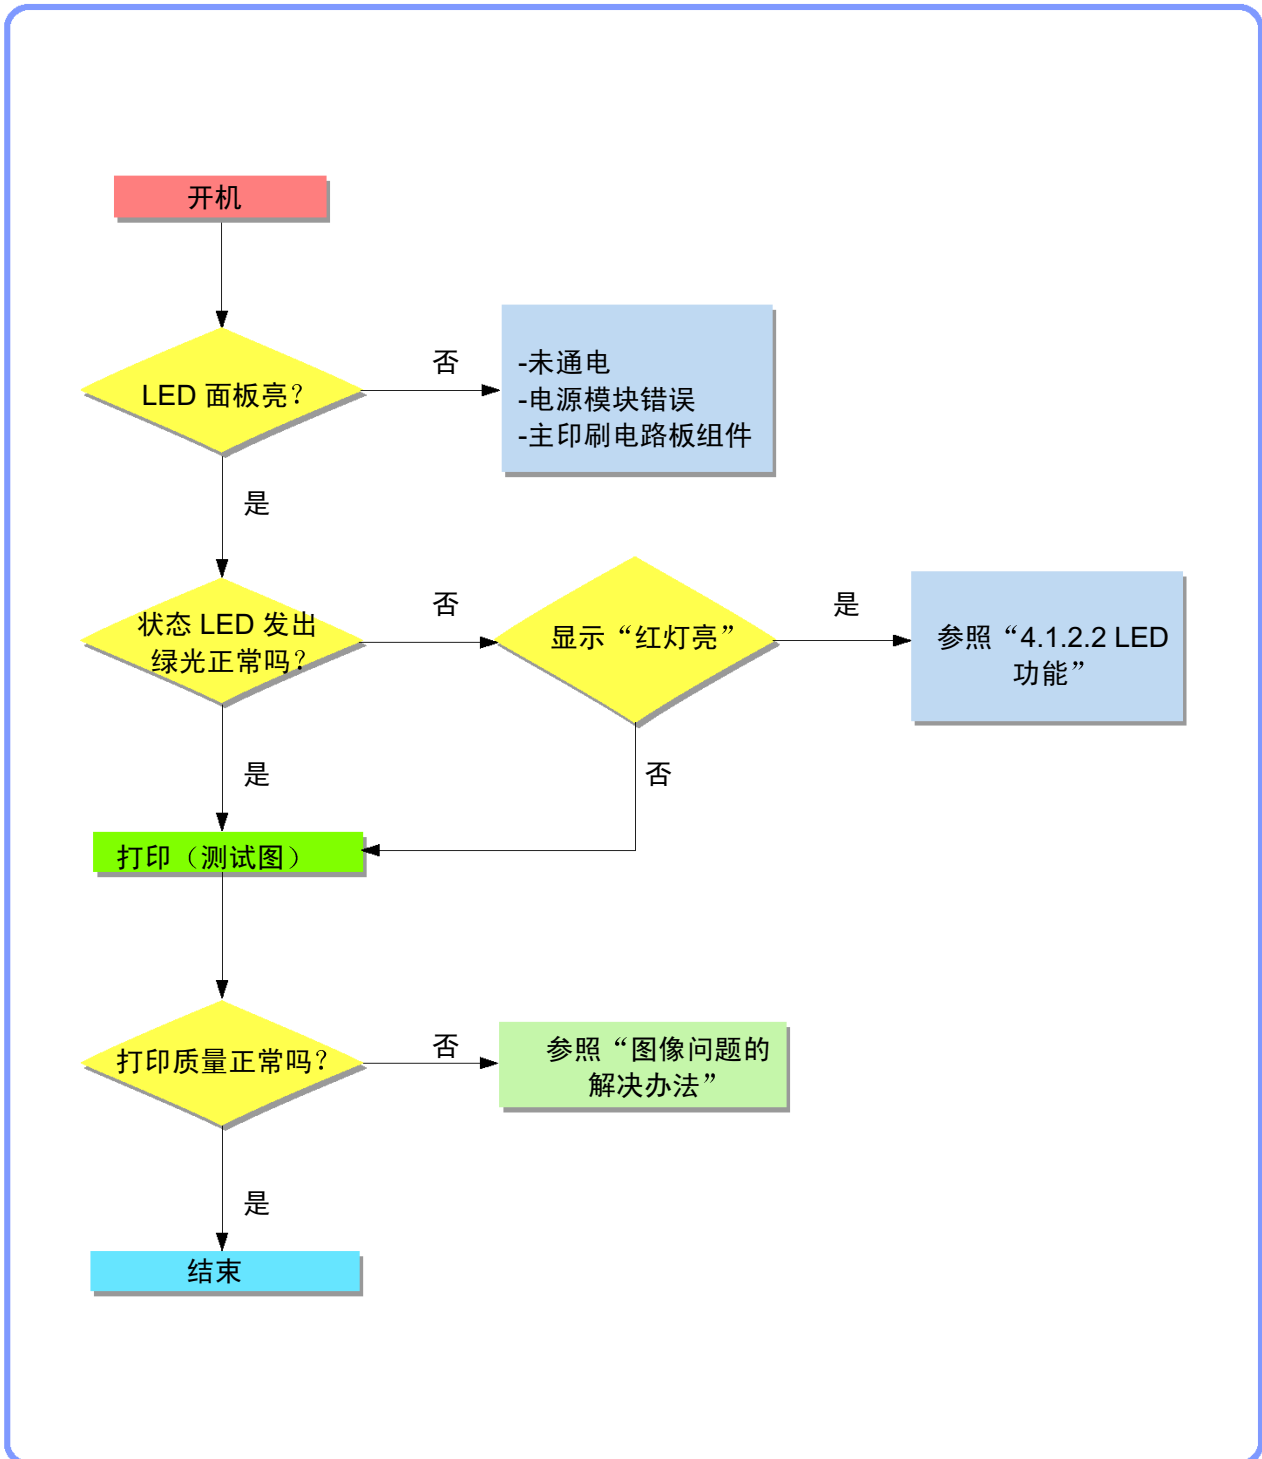 开机
LED 面板亮？
否
-未通电
-电源模块错误
-主印刷电路板组件
是
状态 LED 发出
绿光正常吗？
否
显示“红灯亮”
是
参照“4.1.2.2 LED
功能”
是
否
打印（测试图）
打印质量正常吗？
否
参照“图像问题的
解决办法”
是
结束